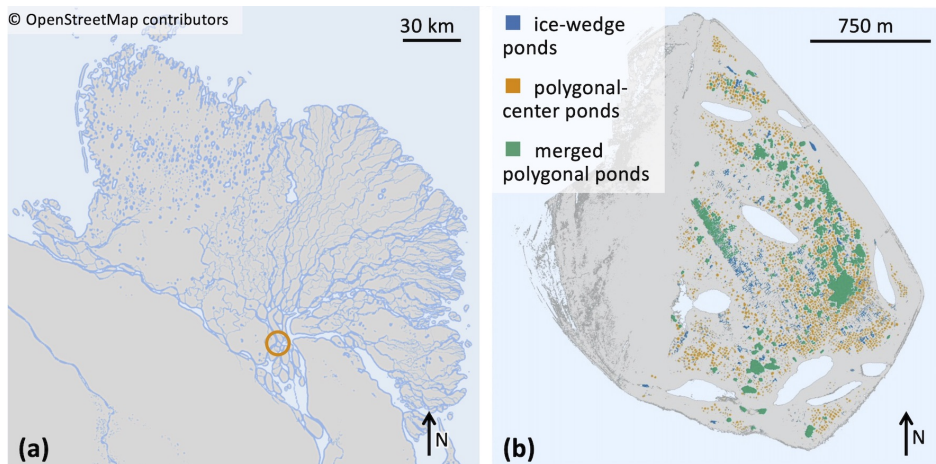 © OpenStreetMap contributors
30 km
N
(a)
ice-wedge
ponds
polygonal-
center ponds
merged
polygonal ponds
750 m
N
(b)